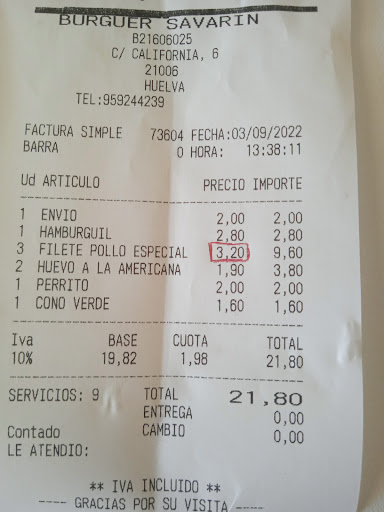 BURGUER SAVARIN
B21606025
C/ CALIFORNIA, 6
21006
HUELVA
TEL:959244239
FACTURA SIMPLE 73604 FECHA:03/09/2022
BARRA 0 HORA: 13:38:11
Ud ARTICULO PRECIO IMPORTE
1 ENVIO 2,00 2,00
1 HAMBURGUIL 2,80 2,80
3 FILETE POLLO ESPECIAL 3,20 9,60
2 HUEVO A LA AMERICANA 1,90 3,80
1 PERRITO 2,00 2,00
1 CONO VERDE 1,60 1,60
Iva BASE CUOTA TOTAL
10% 19,82 1,98 21,80
SERVICIOS: 9 TOTAL 21,80
ENTREGA 0,00
Contado CAMBIO 0,00
LE ATENDIO:
** IVA INCLUIDO **
---- GRACIAS POR SU VISITA ----